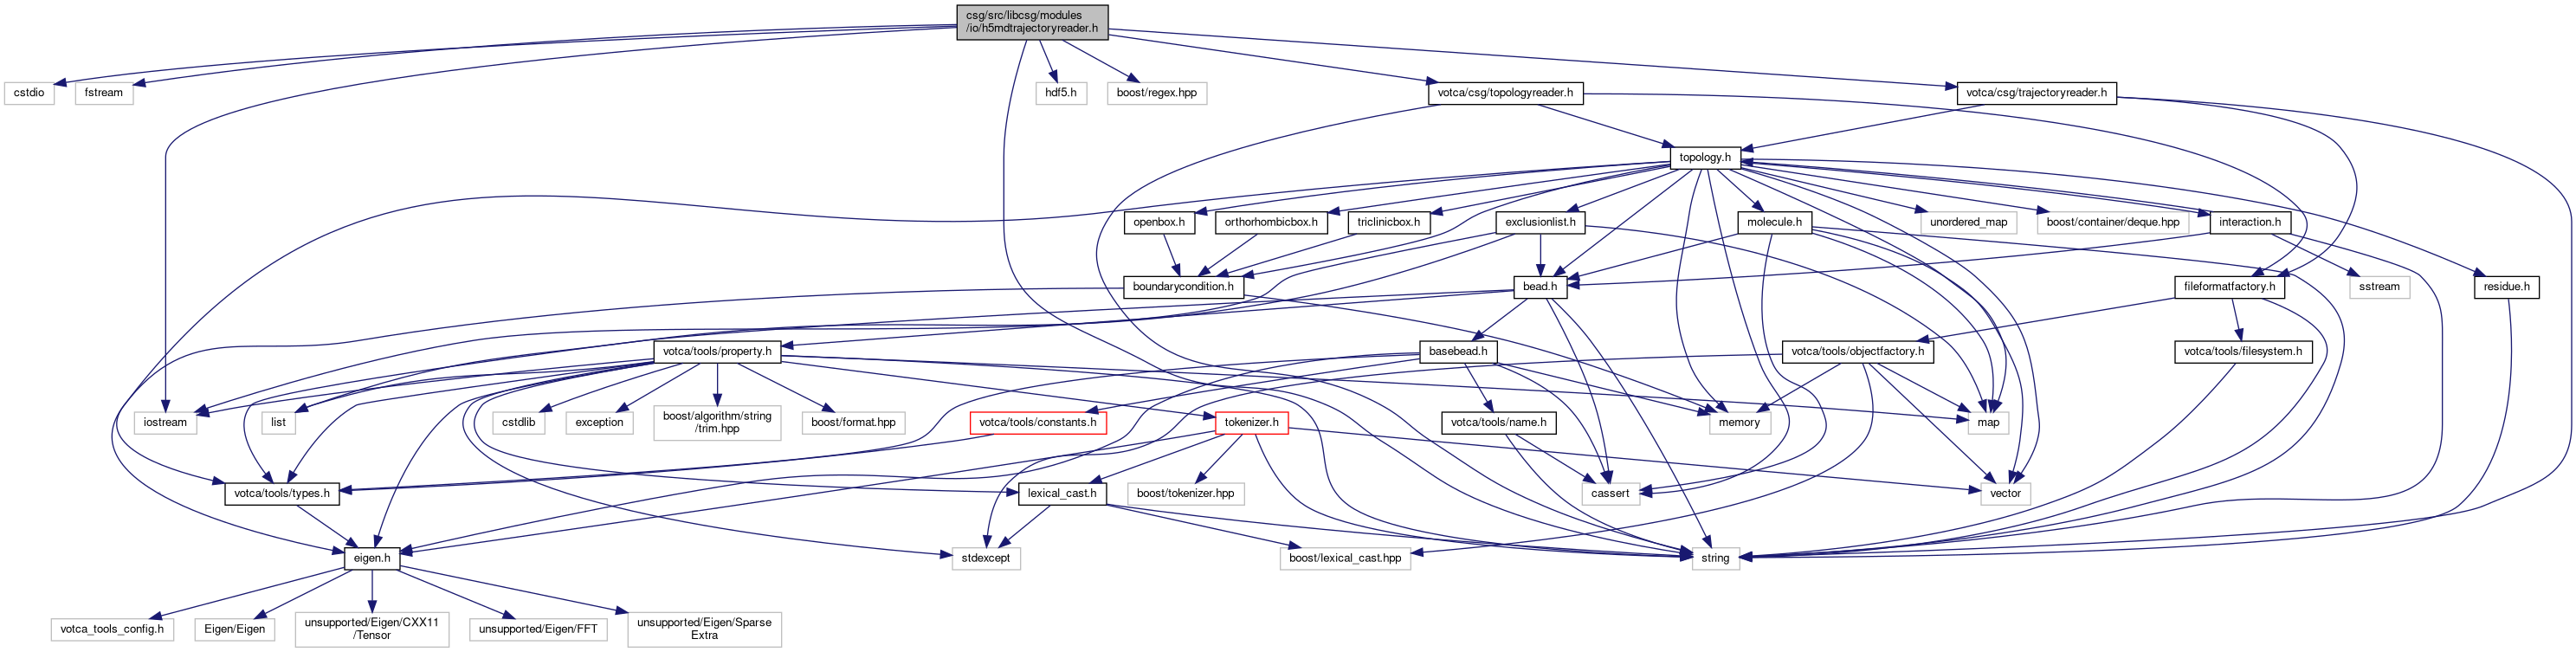 csg/src/libcsg/modules
/io/h5mdtrajectoryreader.h
cstdio
fstream
hdf5.h
boost/regex.hpp
votca/csg/topologyreader.h
votca/csg/trajectoryreader.h
topology.h
openbox.h
orthorhombicbox.h
triclinicbox.h
exclusionlist.h
molecule.h
unordered_map
boost/container/deque.hpp
interaction.h
boundarycondition.h
bead.h
fileformatfactory.h
sstream
residue.h
votca/tools/property.h
basebead.h
votca/tools/objectfactory.h
votca/tools/filesystem.h
iostream
list
cstdlib
exception
boost/algorithm/string
/trim.hpp
boost/format.hpp
votca/tools/constants.h
tokenizer.h
votca/tools/name.h
memory
map
votca/tools/types.h
lexical_cast.h
boost/tokenizer.hpp
cassert
vector
eigen.h
stdexcept
boost/lexical_cast.hpp
string
votca_tools_config.h
Eigen/Eigen
unsupported/Eigen/CXX11
/Tensor
unsupported/Eigen/FFT
unsupported/Eigen/Sparse
Extra